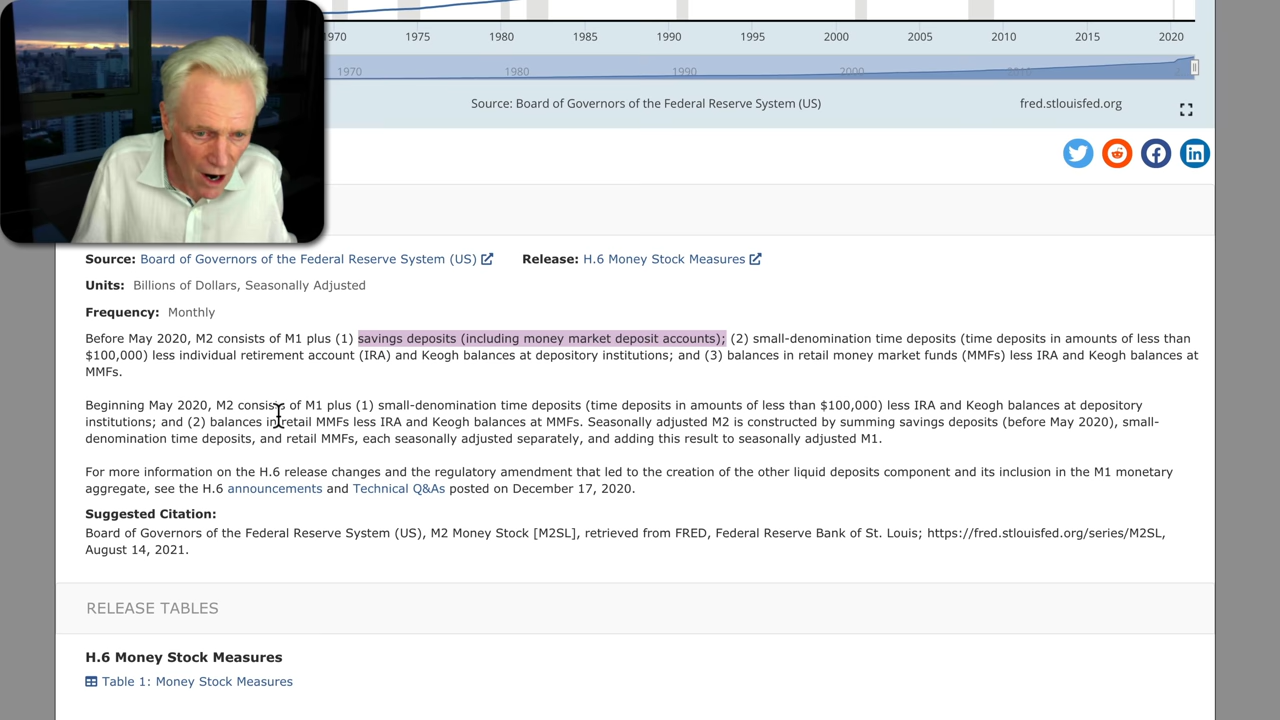 1970 1975 1980 1985 1990 1995 2000 2005 2010 2015 2020
1970 1980 1990 2000 2010
Source: Board of Governors of the Federal Reserve System (US) fred.stlouisfed.org
Source: Board of Governors of the Federal Reserve System (US) Release: H.6 Money Stock Measures
Units: Billions of Dollars, Seasonally Adjusted
Frequency: Monthly
Before May 2020, M2 consists of M1 plus (1) savings deposits (including money market deposit accounts); (2) small-denomination time deposits (time deposits in amounts of less than
$100,000) less individual retirement account (IRA) and Keogh balances at depository institutions; and (3) balances in retail money market funds (MMFs) less IRA and Keogh balances at
MMFs.
Beginning May 2020, M2 consists of M1 plus (1) small-denomination time deposits (time deposits in amounts of less than $100,000) less IRA and Keogh balances at depository
institutions; and (2) balances in retail MMFs less IRA and Keogh balances at MMFs. Seasonally adjusted M2 is constructed by summing savings deposits (before May 2020), small-
denomination time deposits, and retail MMFs, each seasonally adjusted separately, and adding this result to seasonally adjusted M1.
For more information on the H.6 release changes and the regulatory amendment that led to the creation of the other liquid deposits component and its inclusion in the M1 monetary
aggregate, see the H.6 announcements and Technical Q&As posted on December 17, 2020.
Suggested Citation:
Board of Governors of the Federal Reserve System (US), M2 Money Stock [M2SL], retrieved from FRED, Federal Reserve Bank of St. Louis; https://fred.stlouisfed.org/series/M2SL,
August 14, 2021.
RELEASE TABLES
H.6 Money Stock Measures
Table 1: Money Stock Measures